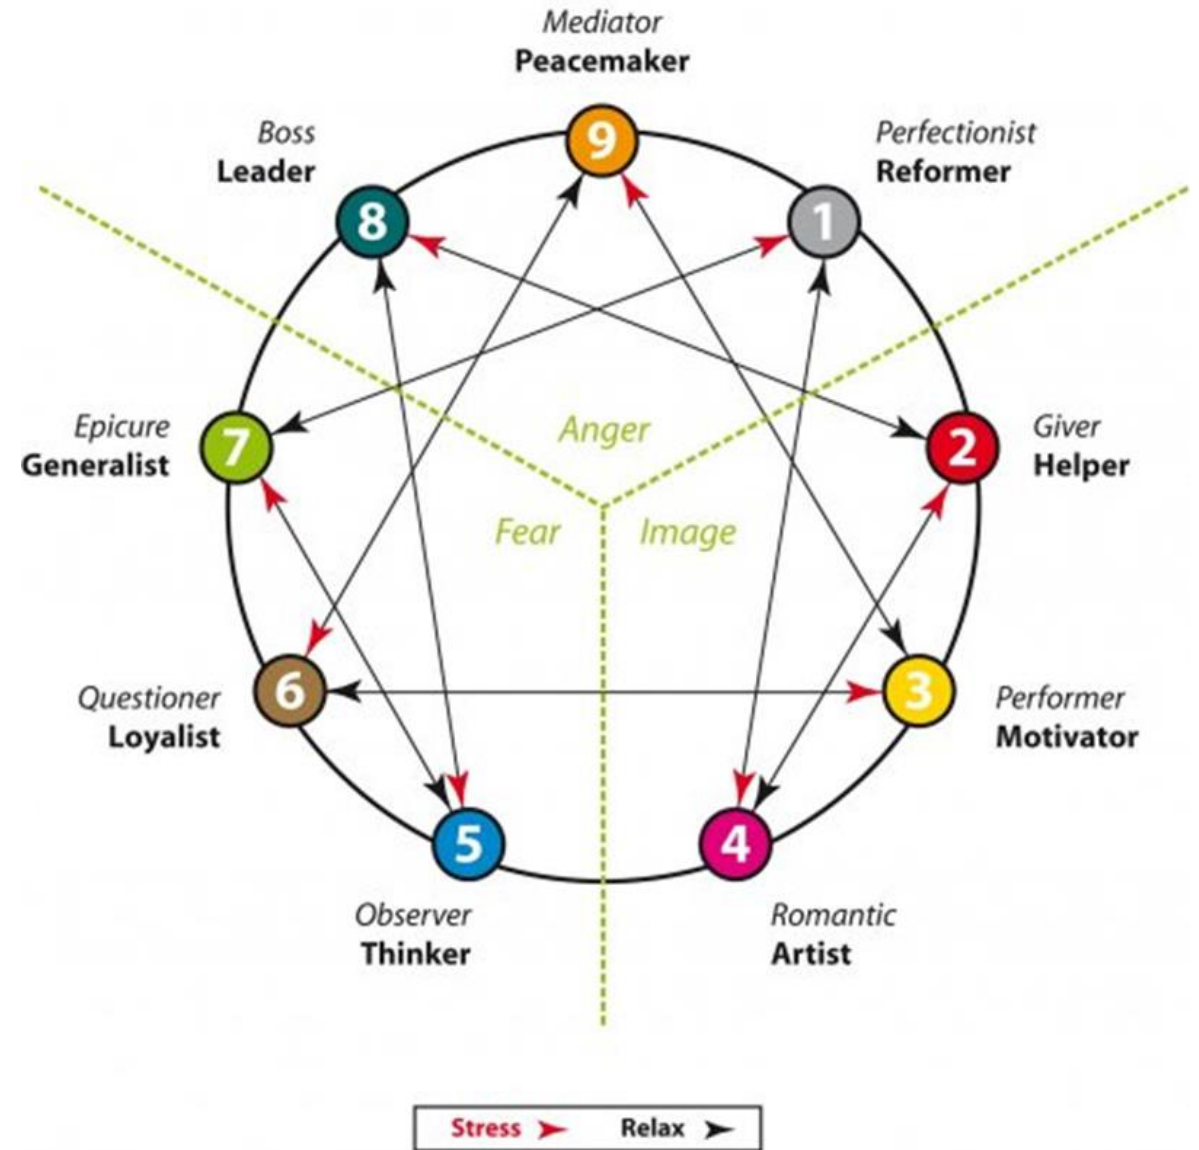 Mediator
Peacemaker
9
Boss
Leader
8
Perfectionist
Reformer
1
Anger
Epicure
Generalist
7
Giver
Helper
2
Fear
Image
Questioner
Loyalist
6
Performer
Motivator
3
5
4
Observer
Thinker
Romantic
Artist
Stress
Relax